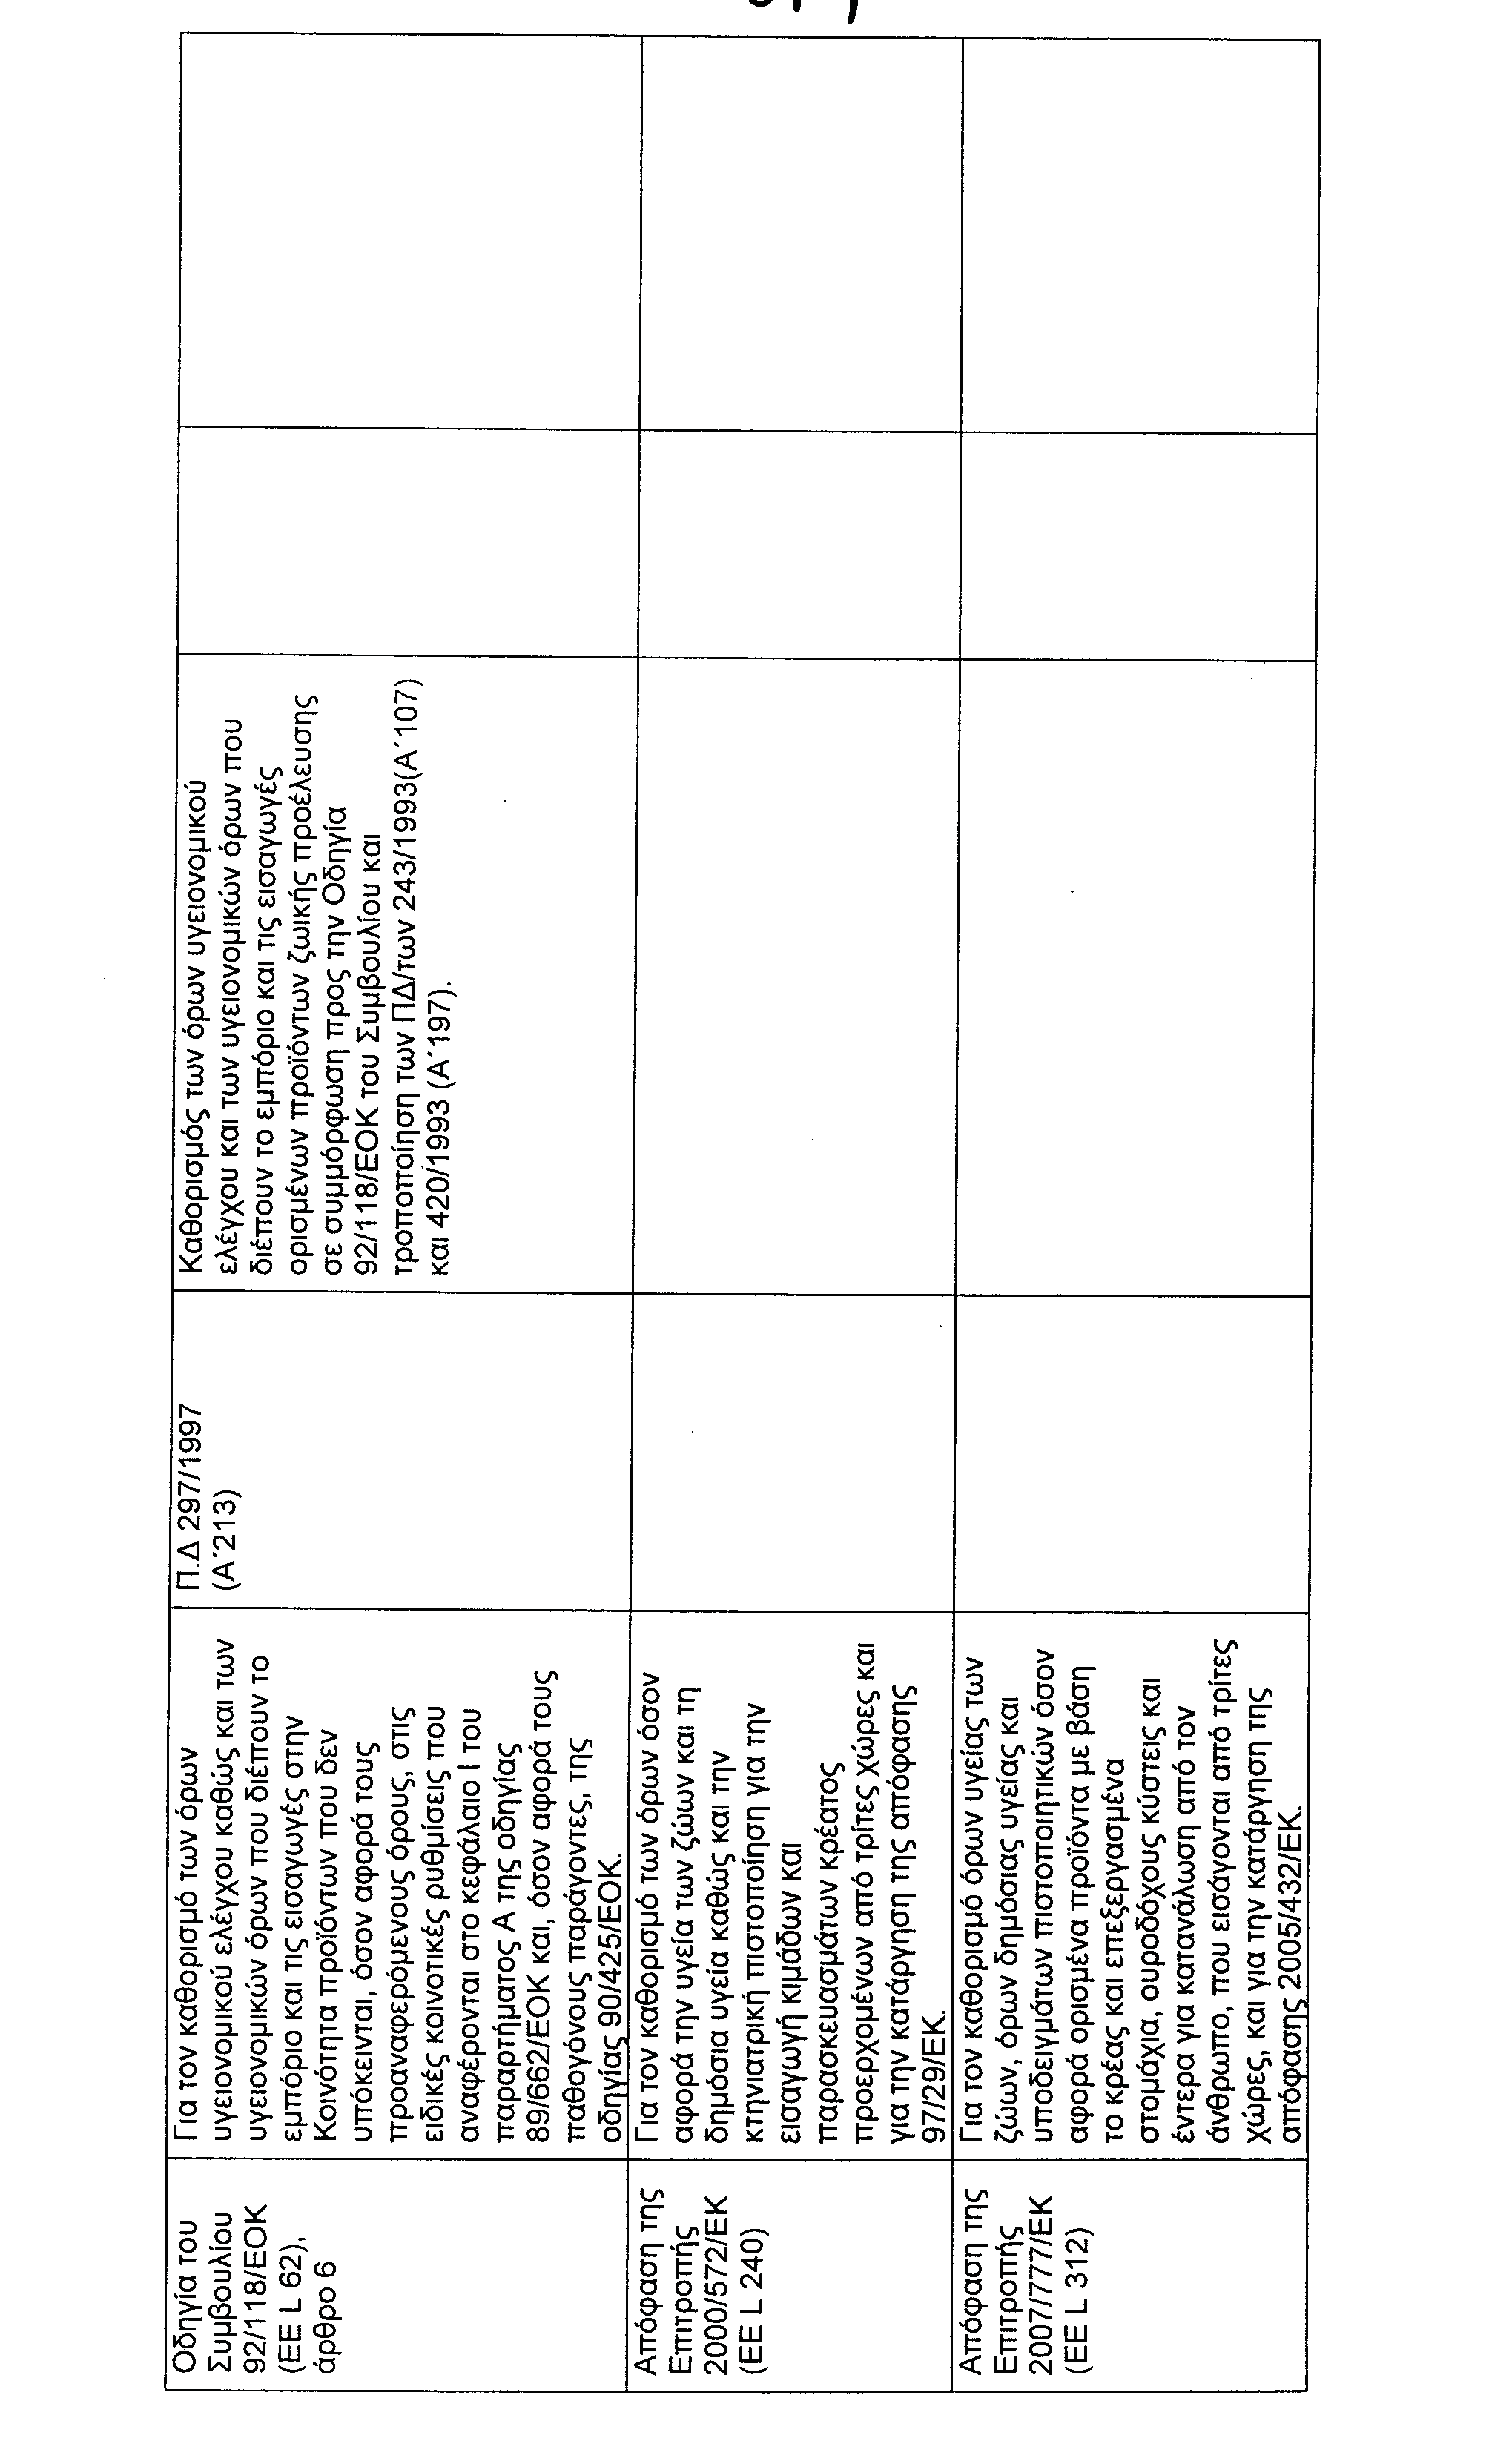 Οδηγία του
Συμβουλίου
92/118/ΕΟΚ
(ΕΕ L 62),
άρθρο 6
Για τον καθορισμό των όρων
υγειονομικού ελέγχου καθώς και των
υγειονομικών όρων που διέπουν το
εμπόριο και τις εισαγωγές στην
Κοινότητα προϊόντων που δεν
υπόκεινται, όσον αφορά τους
προαναφερόμενους όρους, στις
ειδικές κοινοτικές ρυθμίσεις που
αναφέρονται στο κεφάλαιο Ι του
παραρτήματος Α της οδηγίας
89/662/ΕΟΚ και, όσον αφορά τους
παθογόνους παράγοντες, της
οδηγίας 90/425/ΕΟΚ.
Π.Δ 297/1997
(Α΄213)
Καθορισμός των όρων υγειονομικού
ελέγχου και των υγειονομικών όρων που
διέπουν το εμπόριο και τις εισαγωγές
ορισμένων προϊόντων ζωικής προέλευσης
σε συμμόρφωση προς την Οδηγία
92/118/ΕΟΚ του Συμβουλίου και
τροποποίηση των ΠΔ/των 243/1993(Α΄107)
και 420/1993 (Α΄197).
Απόφαση της
Επιτροπής
2000/572/ΕΚ
(ΕΕ L 240)
Για τον καθορισμό των όρων όσον
αφορά την υγεία των ζώων και τη
δημόσια υγεία καθώς και την
κτηνιατρική πιστοποίηση για την
εισαγωγή κιμάδων και
παρασκευασμάτων κρέατος
προερχομένων από τρίτες χώρες και
για την κατάργηση της απόφασης
97/29/ΕΚ.
Απόφαση της
Επιτροπής
2007/777/ΕΚ
(ΕΕ L 312)
Για τον καθορισμό όρων υγείας των
ζώων, όρων δημόσιας υγείας και
υποδειγμάτων πιστοποιητικών όσον
αφορά ορισμένα προϊόντα με βάση
το κρέας και επεξεργασμένα
στομάχια, ουροδόχους κύστεις και
έντερα για κατανάλωση από τον
άνθρωπο, που εισάγονται από τρίτες
χώρες, και για την κατάργηση της
απόφασης 2005/432/ΕΚ.